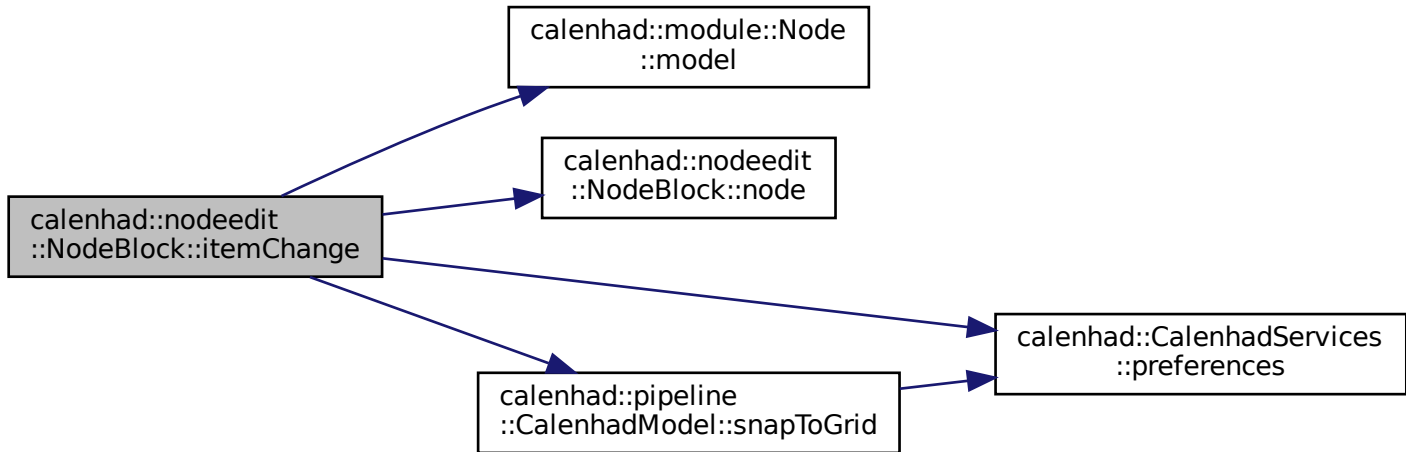 calenhad::module::Node
::model
calenhad::nodeedit
::NodeBlock::node
calenhad::nodeedit
::NodeBlock::itemChange
calenhad::CalenhadServices
::preferences
calenhad::pipeline
::CalenhadModel::snapToGrid